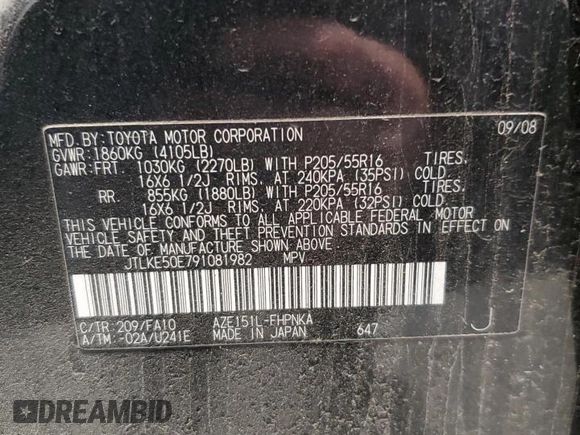 MFD.BY:TOYOTA MOTOR CORPORATION 09/08
GVWR:1860KG (4105LB)
GAWR:FRT. 1030KG (2270LB) WITH P205/55R16
16X6 1/2J RIMS. AT 240KPA (35PSI) COLD
RR. 855KG (1880LB) WITH P205/55R16
16X6 1/2J RIMS. AT 220KPA (32PSI) COLD
THIS VEHICLE CONFORMS TO ALL APPLICABLE FEDERAL MOTOR
VEHICLE SAFETY AND THEFT PREVENTION STANDARDS IN EFFECT ON
THE DATE OF MANUFACTURE SHOWN ABOVE.
JTLKE50E791081982 MPV
C/TR:209/FA10 AZE151L-FHPNKA
A/TM:-02A/U241E MADE IN JAPAN 647
J
DREAMBID